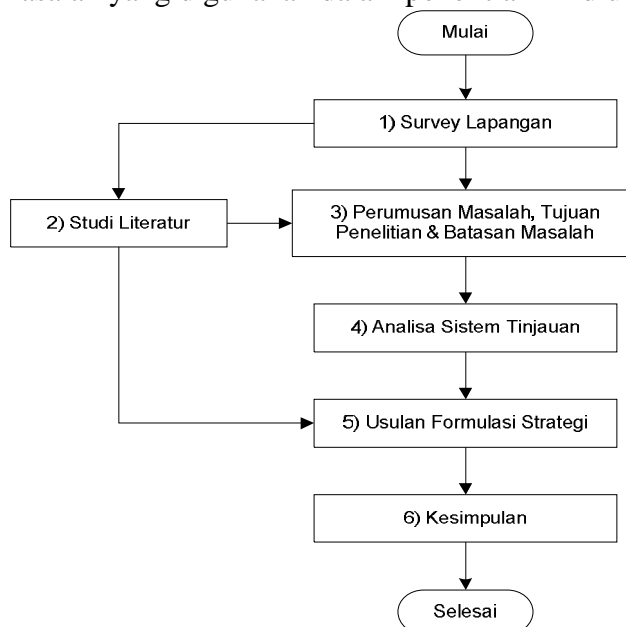 Mulai
1) Survey Lapangan
2) Studi Literatur
3) Perumusan Masalah, Tujuan
Penelitian & Batasan Masalah
4) Analisa Sistem Tinjauan
5) Usulan Formulasi Strategi
6) Kesimpulan
Selesai